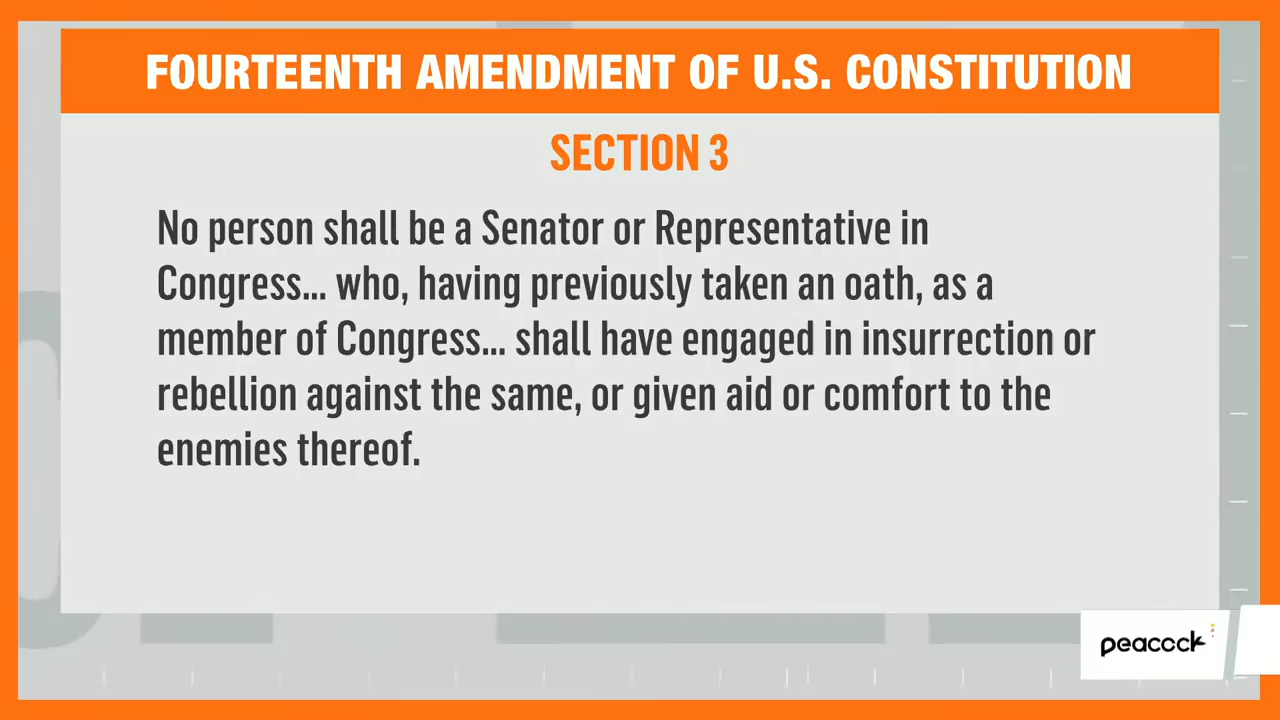 FOURTEENTH AMENDMENT OF U.S. CONSTITUTION
SECTION 3
No person shall be a Senator or Representative in
Congress... who, having previously taken an oath, as a
member of Congress... shall have engaged in insurrection or
rebellion against the same, or given aid or comfort to the
enemies thereof.
peacock